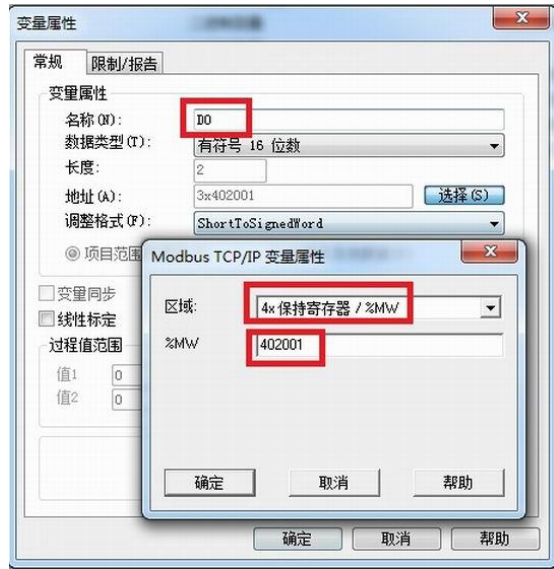 变量属性
常规 限制/报告
变量属性
名称(N): DO
数据类型(T): 有符号 16 位数
长度: 2
地址(A): 3x402001 选择(S)
调整格式(F): ShortToSignedWord
项目范围
变量同步
线性标定
过程值范围
值1 0
值2 0
Modbus TCP/IP 变量属性
区域: 4x 保持寄存器 / %MW
%MW 402001
确定 取消 帮助
确定 取消 帮助